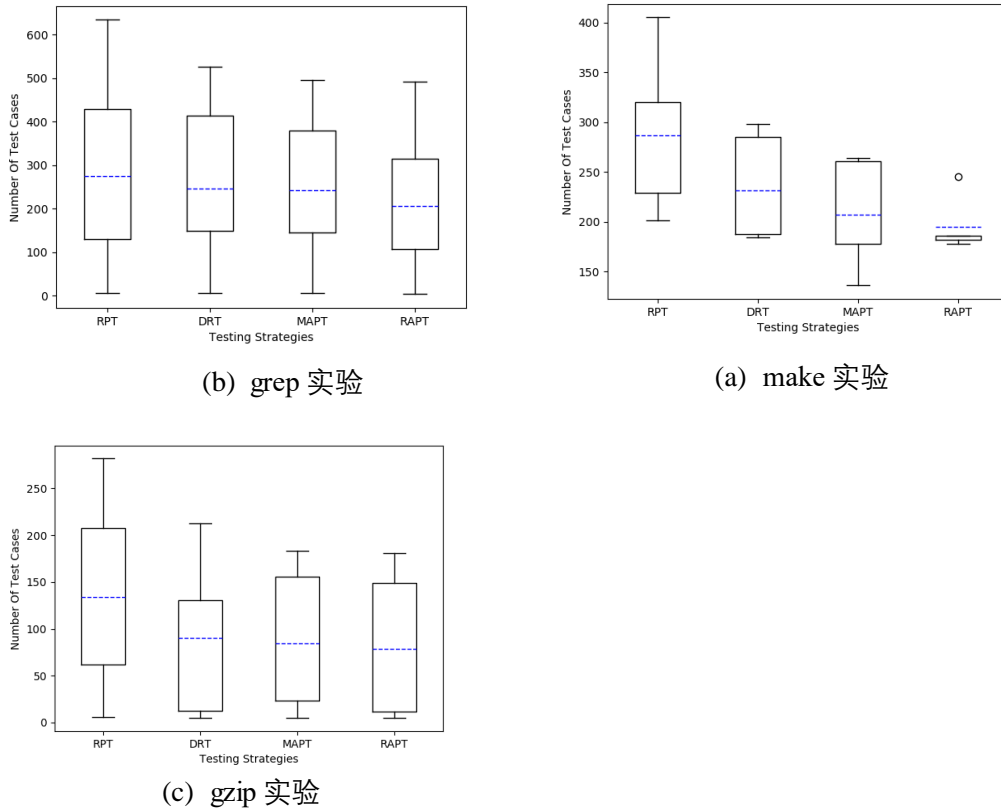 600
500
400
300
200
100
0
Number Of Test Cases
RPT DRT MAPT RAPT
Testing Strategies
(b) grep 实验
400
350
300
250
200
150
Number Of Test Cases
RPT DRT MAPT RAPT
Testing Strategies
(a) make 实验
250
200
150
100
50
0
Number Of Test Cases
RPT DRT MAPT RAPT
Testing Strategies
(c) gzip 实验